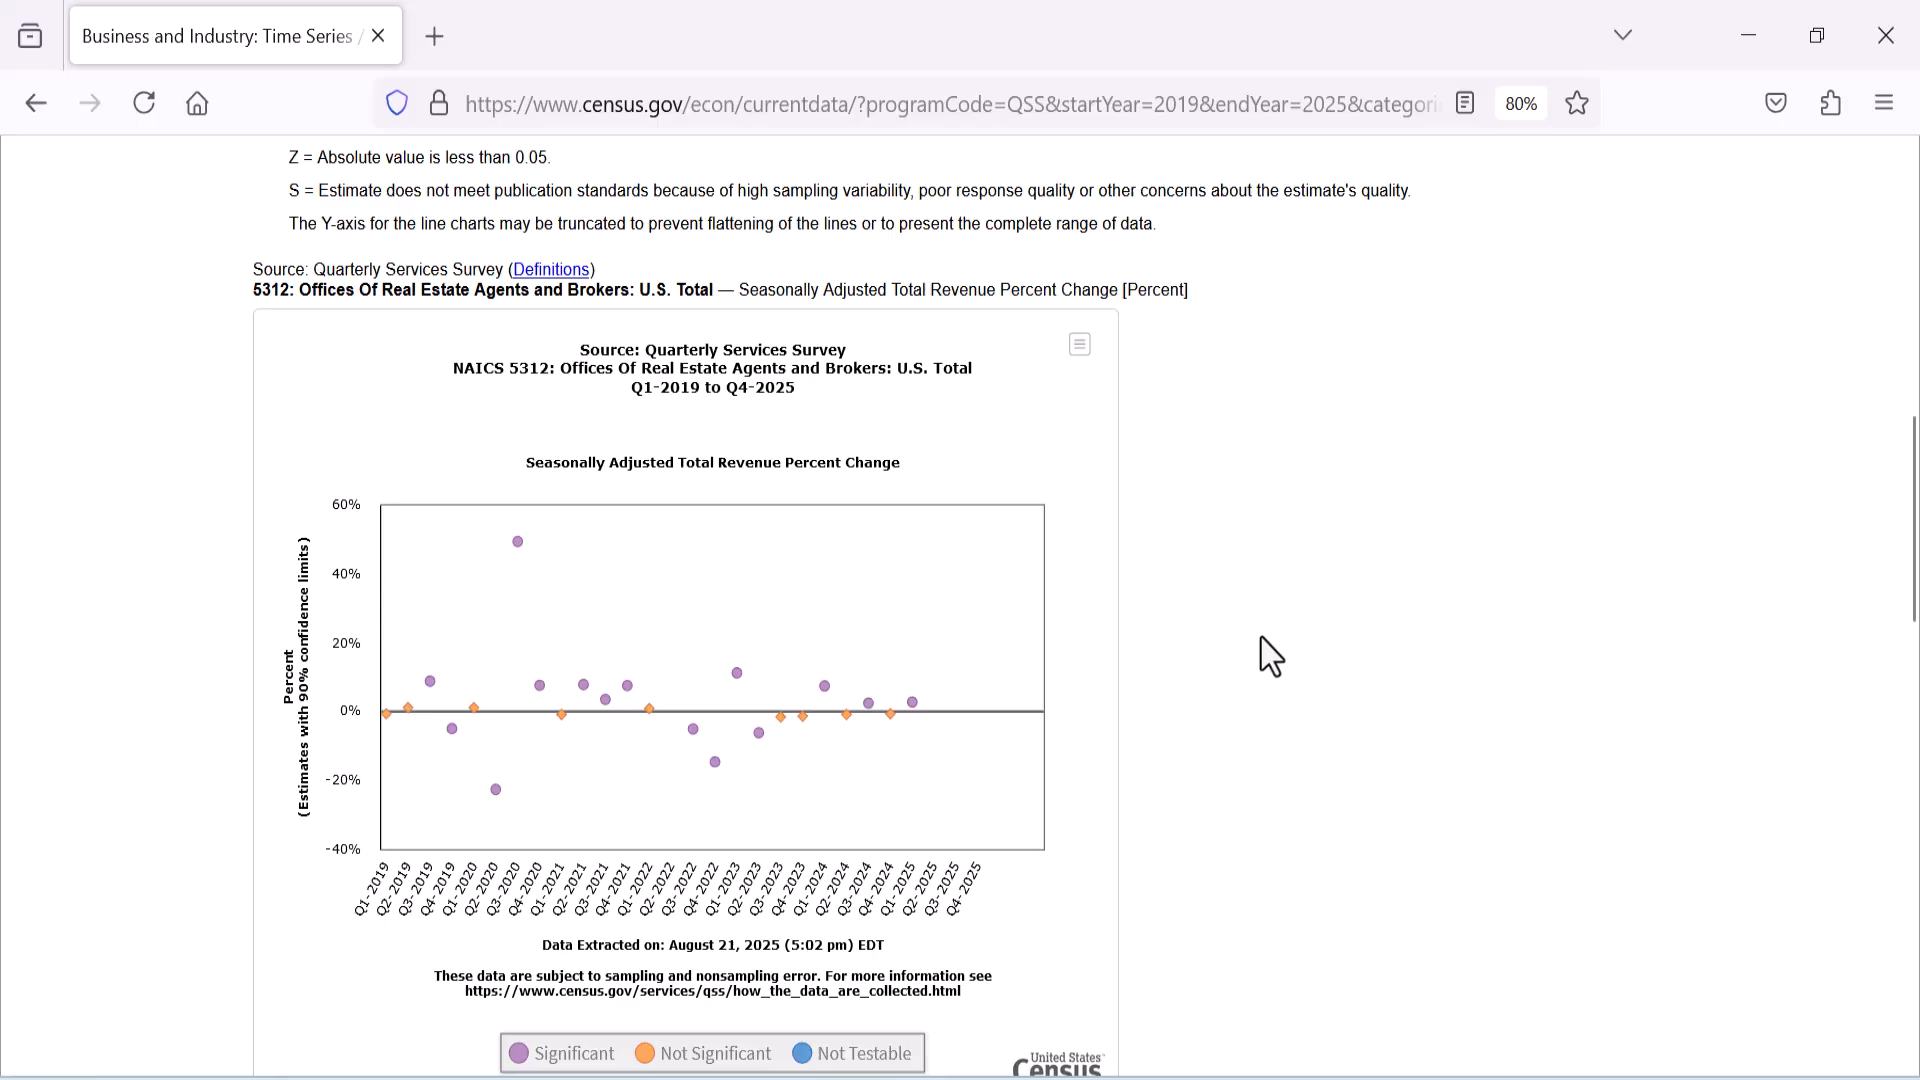 Business and Industry: Time Series /
https://www.census.gov/econ/currentdata/?programCode=QSS&startYear=2019&endYear=2025&categori
80%
Z = Absolute value is less than 0.05.
S = Estimate does not meet publication standards because of high sampling variability, poor response quality or other concerns about the estimate's quality.
The Y-axis for the line charts may be truncated to prevent flattening of the lines or to present the complete range of data.
Source: Quarterly Services Survey (Definitions)
5312: Offices Of Real Estate Agents and Brokers: U.S. Total — Seasonally Adjusted Total Revenue Percent Change [Percent]
Source: Quarterly Services Survey
NAICS 5312: Offices Of Real Estate Agents and Brokers: U.S. Total
Q1-2019 to Q4-2025
Seasonally Adjusted Total Revenue Percent Change
Percent
(Estimates with 90% confidence limits)
60%
40%
20%
0%
-20%
-40%
Q1-2019
Q2-2019
Q3-2019
Q4-2019
Q1-2020
Q2-2020
Q3-2020
Q4-2020
Q1-2021
Q2-2021
Q3-2021
Q4-2021
Q1-2022
Q2-2022
Q3-2022
Q4-2022
Q1-2023
Q2-2023
Q3-2023
Q4-2023
Q1-2024
Q2-2024
Q3-2024
Q4-2024
Q1-2025
Q2-2025
Q3-2025
Q4-2025
Data Extracted on: August 21, 2025 (5:02 pm) EDT
These data are subject to sampling and nonsampling error. For more information see
https://www.census.gov/services/qss/how_the_data_are_collected.html
Significant
Not Significant
Not Testable
United States
Census